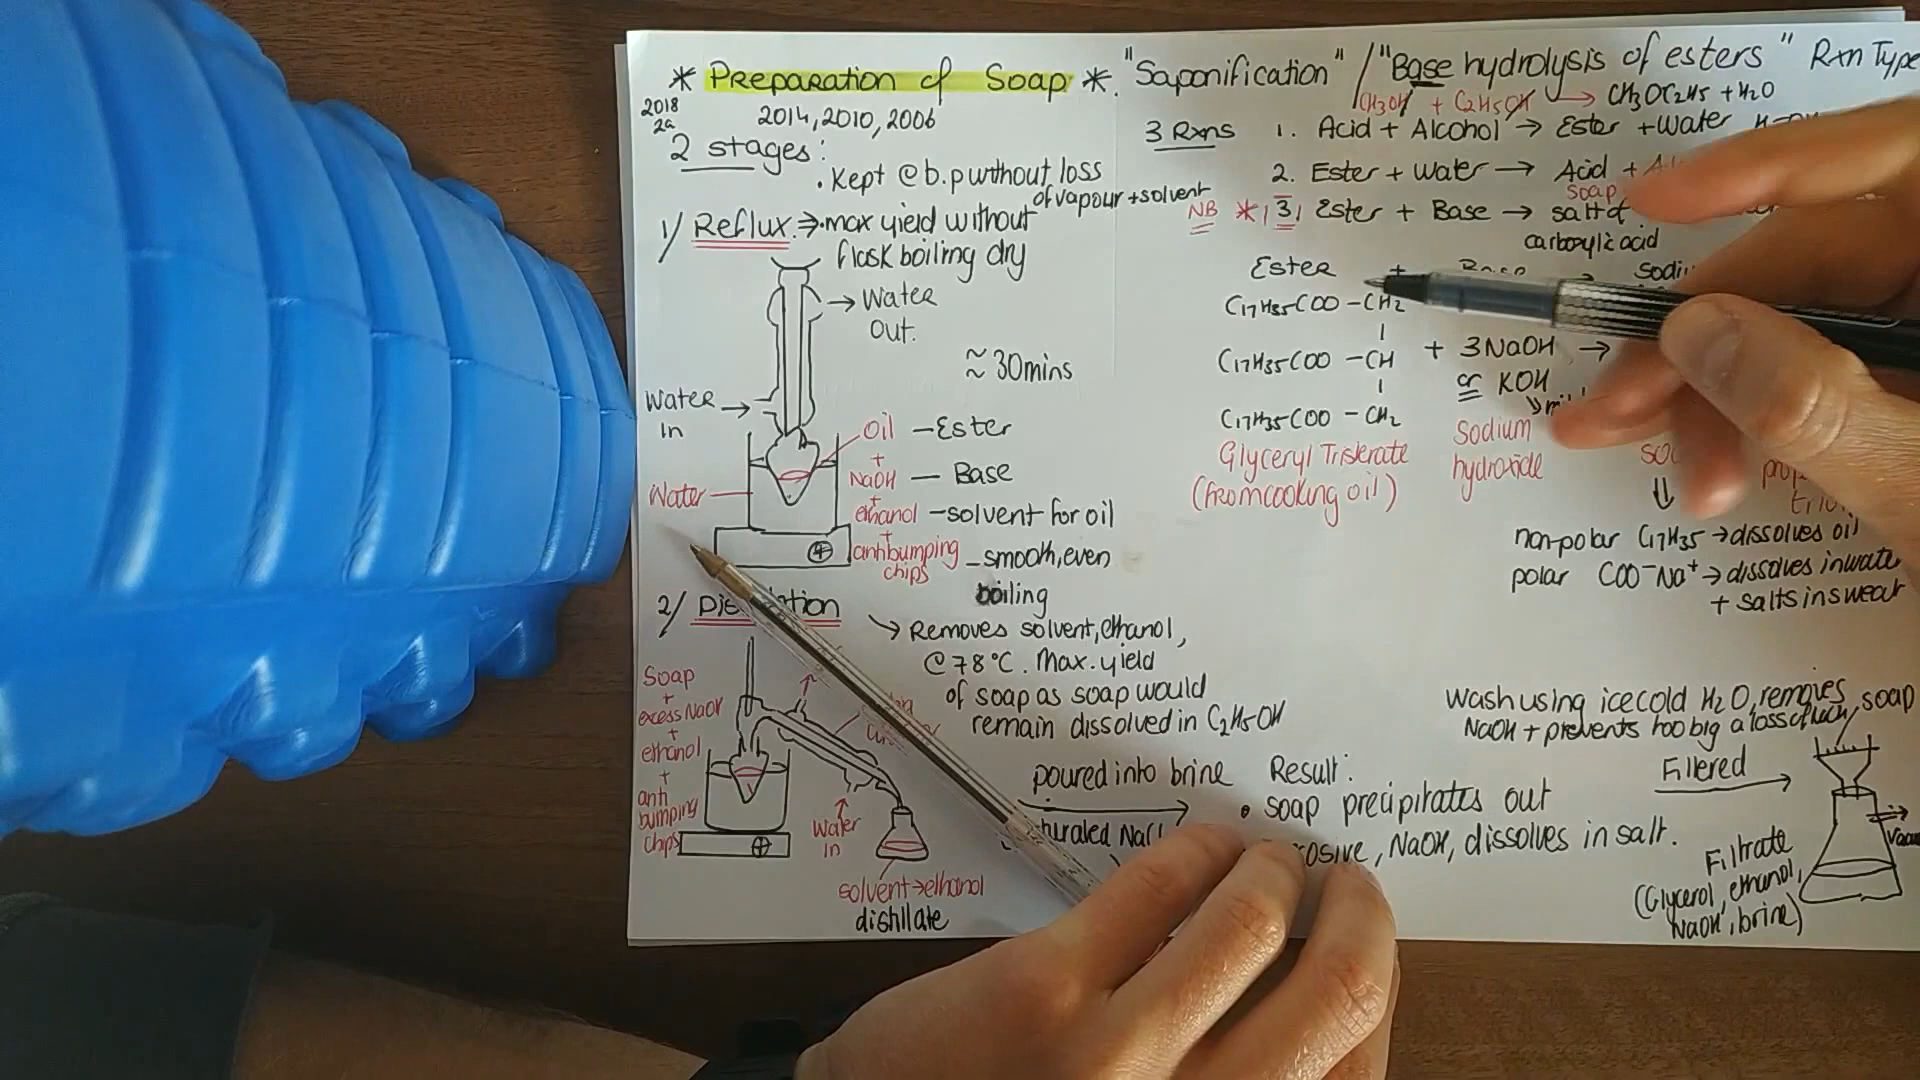 * Preparation of Soap *. "Saponification" / "Base hydrolysis of esters" Rxn Type
2018
2a
2014, 2010, 2006
CH3OH + C2H5OH → CH3OC2H5 + H2O
3 Rxns 1. Acid + Alcohol → Ester + Water
2. Ester + Water → Acid +
soap
NB * 3. Ester + Base → salt of
carboxylic acid
2 stages:
• Kept @ b.p without loss
of vapour + solvent
1/ Reflux ⇒ • max yield without
flask boiling dry
→ Water
Out.
≈ 30mins
Water →
in
Oil — Ester
+
NaOH — Base
+
ethanol — solvent for oil
+
antibumping — smooth, even
chips
boiling
Water
Ester +
C17H35COO – CH2
|
C17H35COO – CH + 3NaOH →
| or KOH
C17H35COO – CH2
Glyceryl Tristerate
(from cooking oil)
Sodium
hydroxide
⇓
non-polar C17H35 → dissolves oil
polar COO⁻Na⁺ → dissolves in wate
+ salts in sweat
2/
→ Removes solvent, ethanol,
@ 78°C. Max. yield
of soap as soap would
remain dissolved in C2H5OH
Soap
+
excess NaOH
+
ethanol
+
anti
bumping
chips
Water
in
solvent → ethanol
distillate
poured into brine
NaCl
Result:
• soap precipitates out
, NaOH, dissolves in salt.
Wash using ice cold H2O, removes
NaOH + prevents too big a loss of
soap
Filtered
Filtrate
(Glycerol, ethanol,
NaOH, brine)